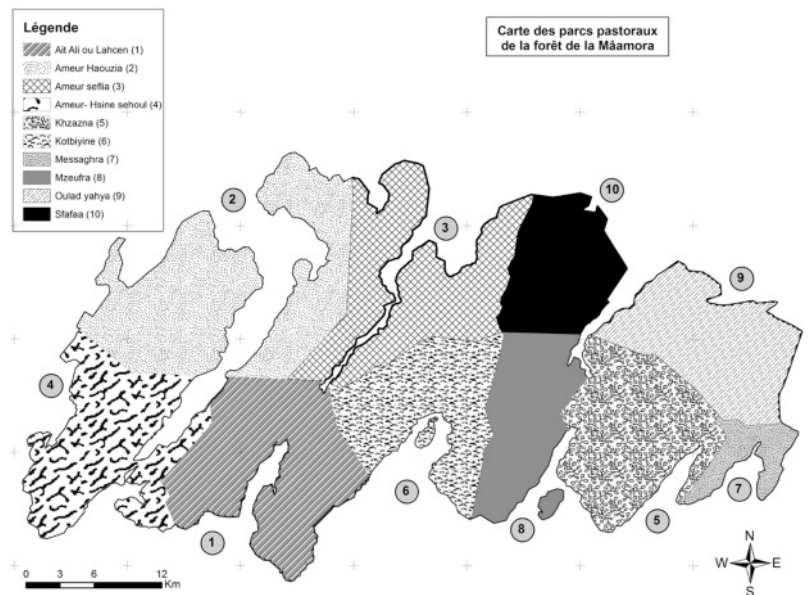 Carte des parcs pastoraux
de la forêt de la Mâamora
Légende
Ait Ali ou Lahcen (1)
Ameur Haouzia (2)
Ameur seflia (3)
Ameur- Hsine sehoul (4)
Khzazna (5)
Kotbiyine (6)
Messaghra (7)
Mzeufra (8)
Oulad yahya (9)
Sfafaa (10)
2
10
3
9
4
6
7
5
8
1
N
W E
S
0 3 6 12
Km